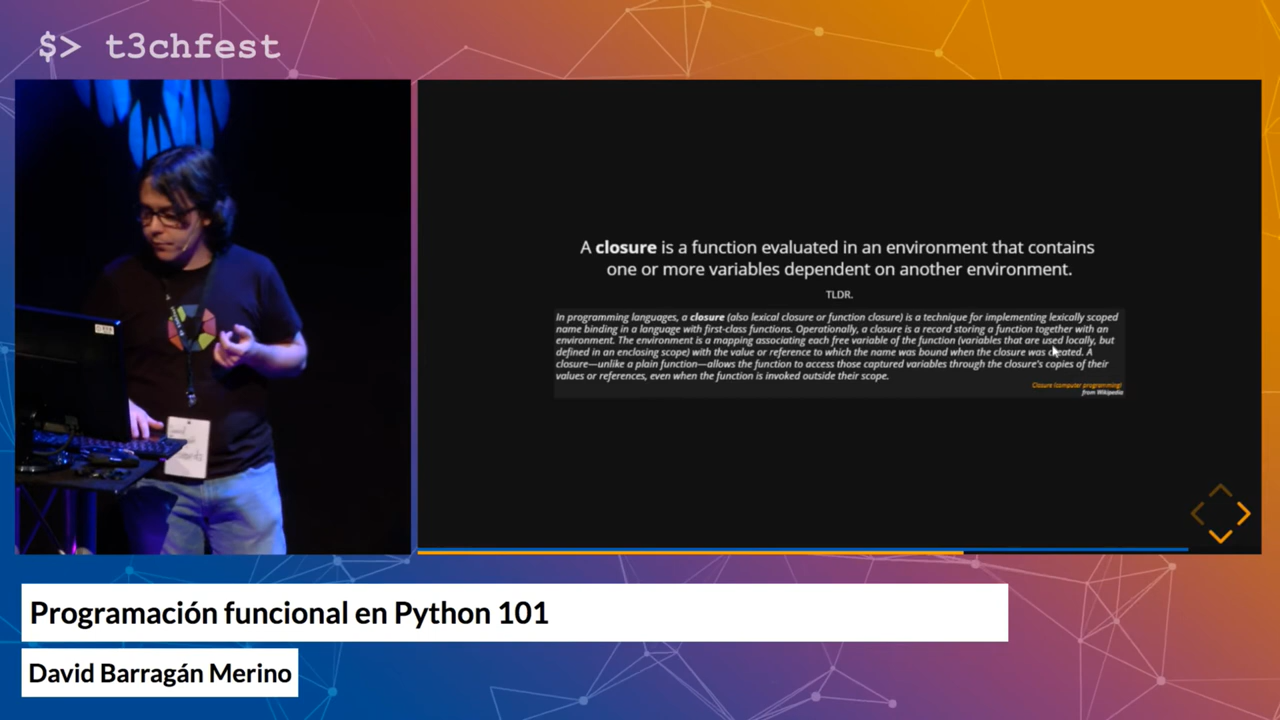 $> t3chfest
A closure is a function evaluated in an environment that contains
one or more variables dependent on another environment.
TLDR.
In programming languages, a closure (also lexical closure or function closure) is a technique for implementing lexically scoped
name binding in a language with first-class functions. Operationally, a closure is a record storing a function together with an
environment. The environment is a mapping associating each free variable of the function (variables that are used locally, but
defined in an enclosing scope) with the value or reference to which the name was bound when the closure was created. A
closure—unlike a plain function—allows the function to access those captured variables through the closure's copies of their
values or references, even when the function is invoked outside their scope.
Closure (computer programming)
from Wikipedia
Programación funcional en Python 101
David Barragán Merino